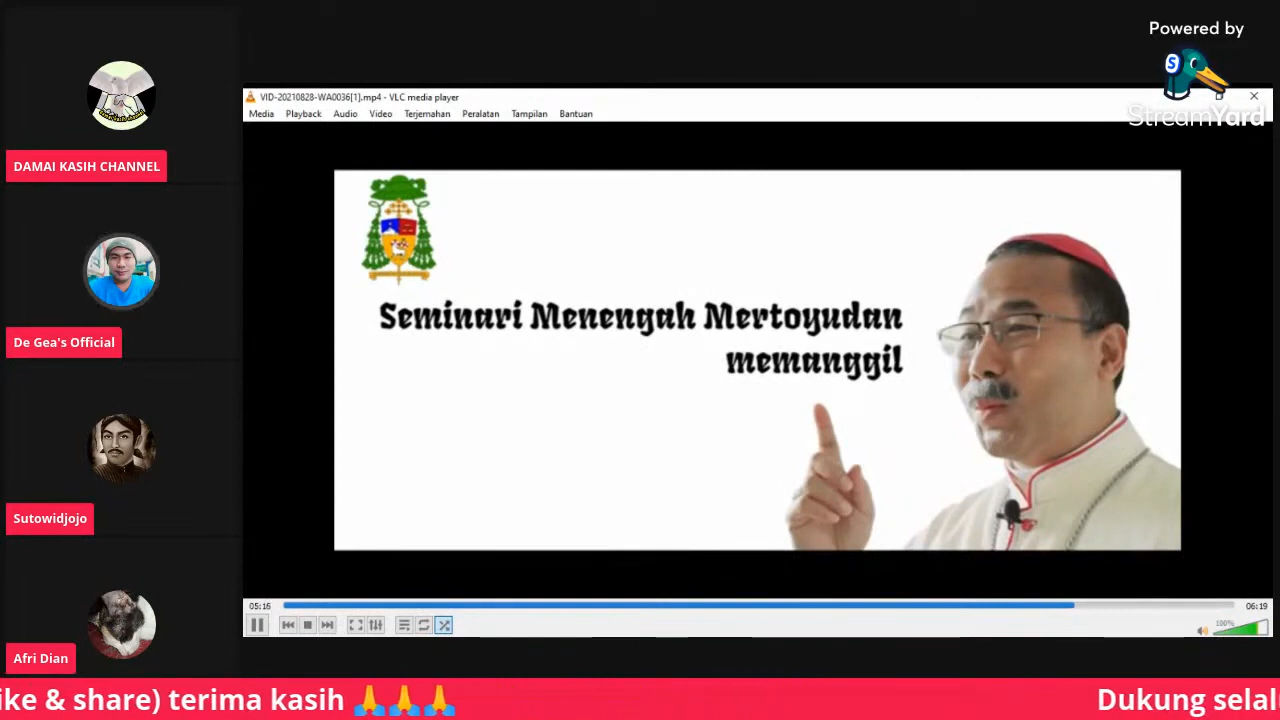 Powered by
StreamYard
VID-20210828-WA0036[1].mp4 - VLC media player
Media Playback Audio Video Terjemahan Peralatan Tampilan Bantuan
DAMAI KASIH CHANNEL
De Gea's Official
Sutowidjojo
Afri Dian
Seminari Menengah Mertoyudan
memanggil
05:16
06:19
100%
ike & share) terima kasih 🙏🙏🙏
Dukung selal